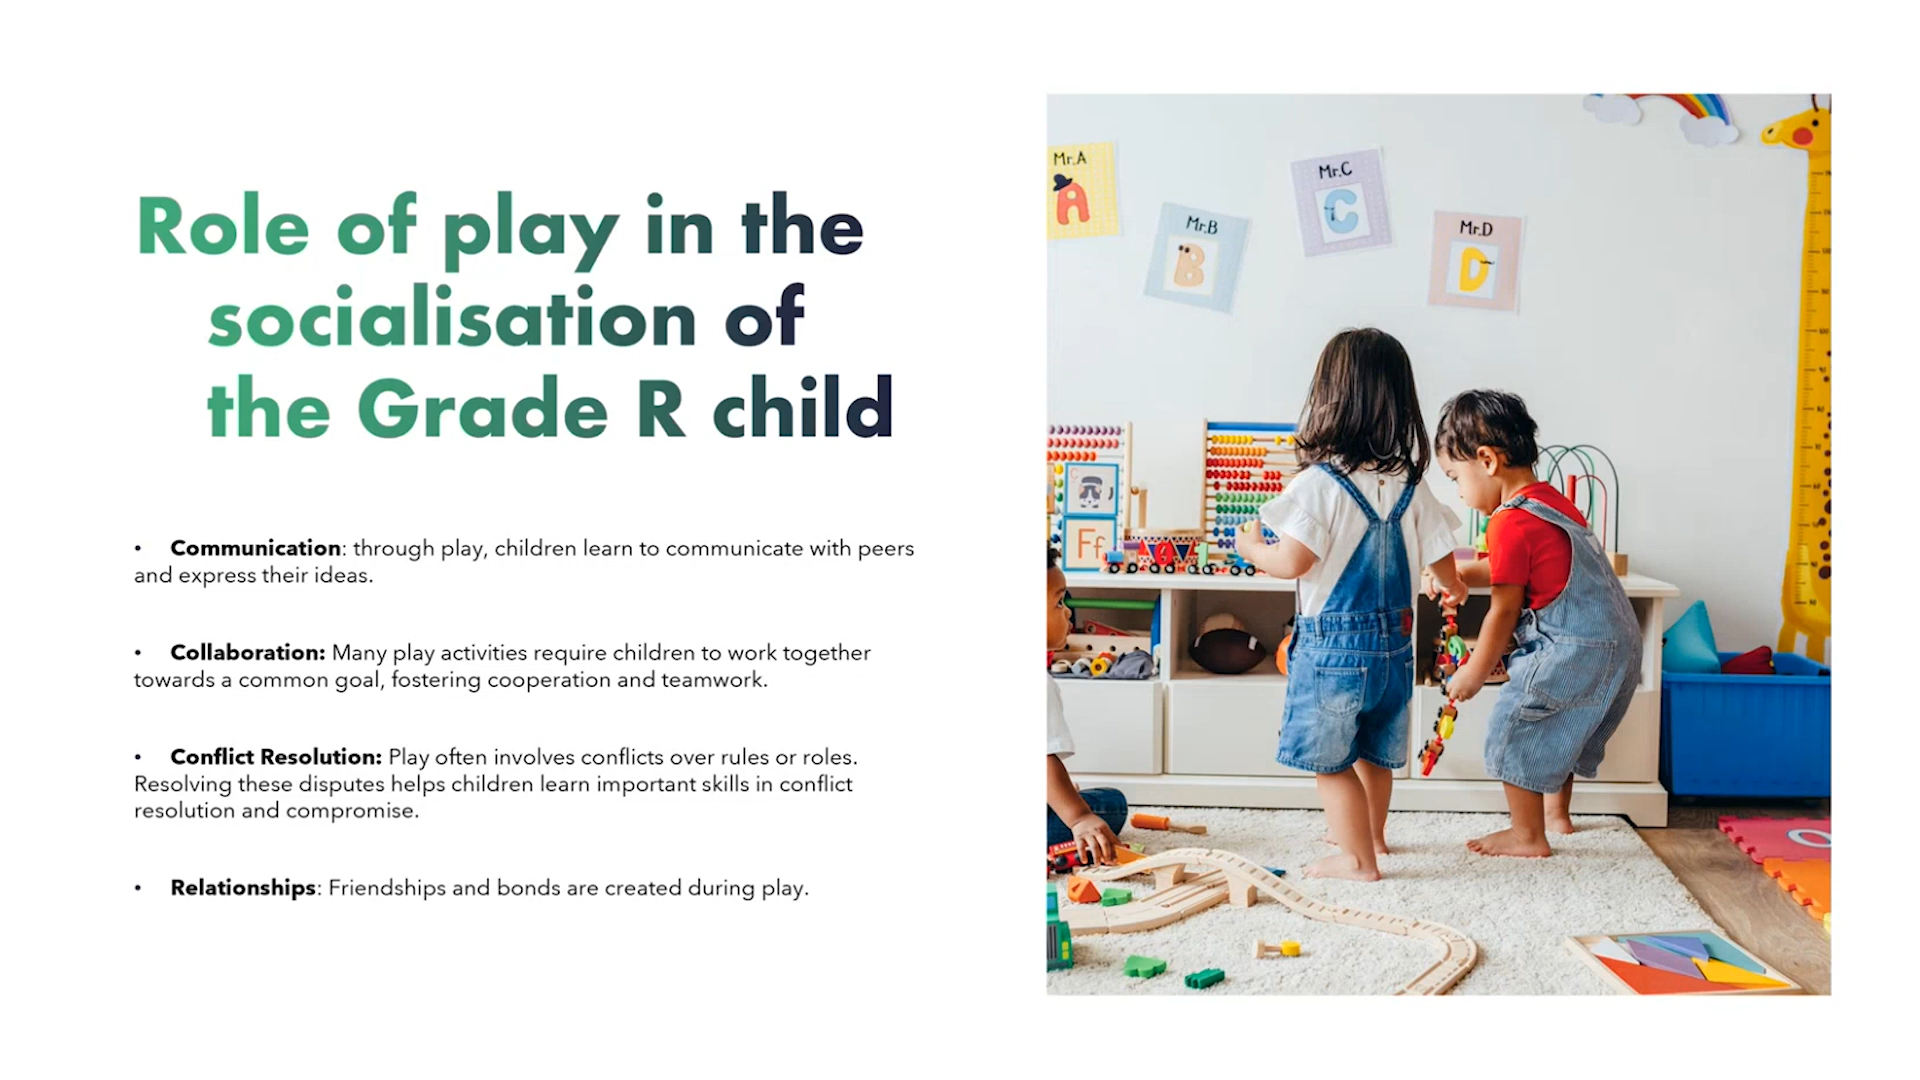 Role of play in the
socialisation of
the Grade R child
• Communication: through play, children learn to communicate with peers
and express their ideas.
• Collaboration: Many play activities require children to work together
towards a common goal, fostering cooperation and teamwork.
• Conflict Resolution: Play often involves conflicts over rules or roles.
Resolving these disputes helps children learn important skills in conflict
resolution and compromise.
• Relationships: Friendships and bonds are created during play.
Mr.A
A
Mr.B
B
Mr.C
C
Mr.D
D
C
Ff